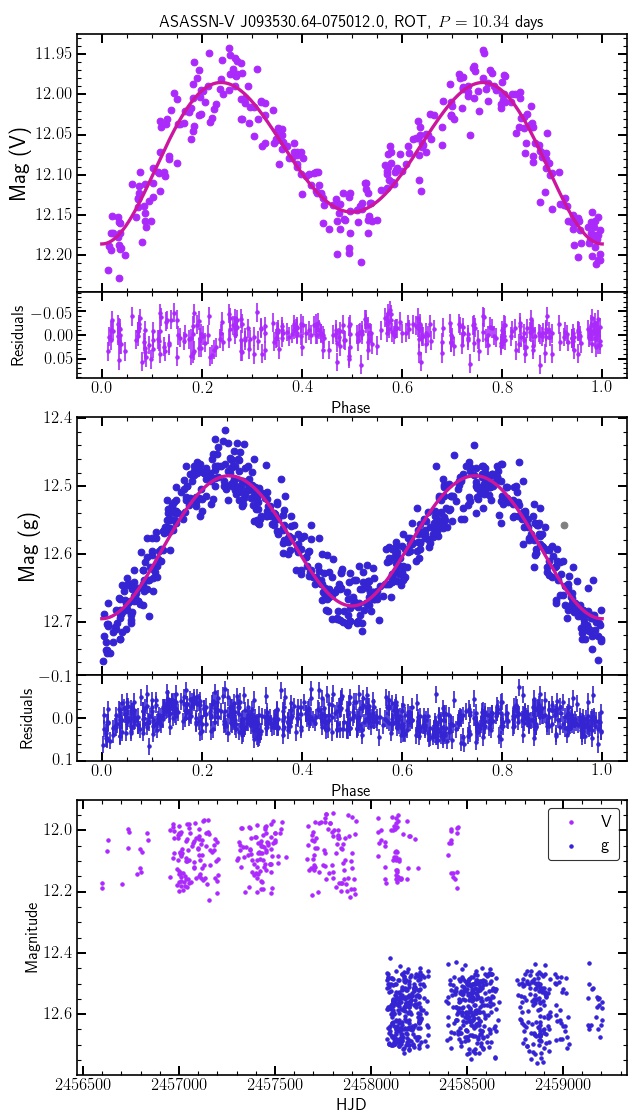 ASASSN-V J093530.64-075012.0, ROT, P = 10.34 days
Mag (V)
11.95
12.00
12.05
12.10
12.15
12.20
Residuals
−0.05
0.00
0.05
0.0 0.2 0.4 0.6 0.8 1.0
Phase
Mag (g)
12.4
12.5
12.6
12.7
Residuals
−0.1
0.0
0.1
0.0 0.2 0.4 0.6 0.8 1.0
Phase
Magnitude
12.0
12.2
12.4
12.6
V
g
2456500 2457000 2457500 2458000 2458500 2459000
HJD